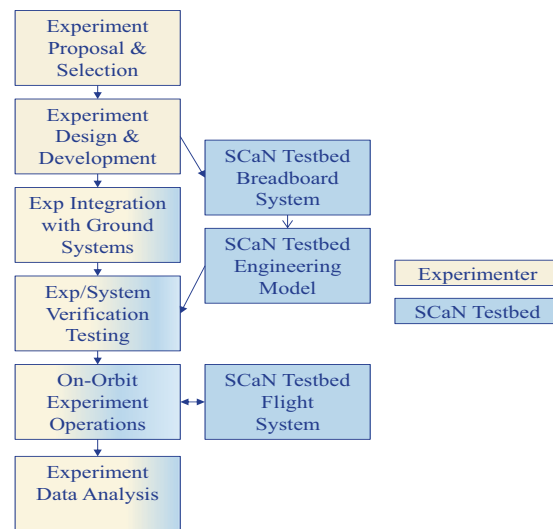 Experiment
Proposal &
Selection
Experiment
Design &
Development
SCaN Testbed
Breadboard
System
Exp Integration
with Ground
Systems
SCaN Testbed
Engineering
Model
Experimenter
SCaN Testbed
Exp/System
Verification
Testing
On-Orbit
Experiment
Operations
SCaN Testbed
Flight
System
Experiment
Data Analysis